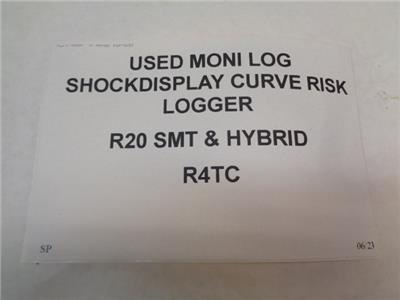 USED MONI LOG
SHOCKDISPLAY CURVE RISK
LOGGER
R20 SMT & HYBRID
R4TC
SP 06/23